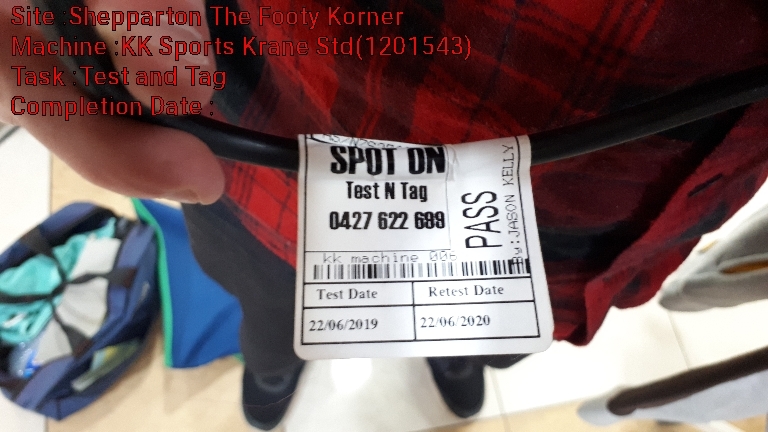 Site :Shepparton The Footy Korner
Machine :KK Sports Krane Std(1201543)
Task :Test and Tag
Completion Date :
SPOT ON
Test N Tag
0427 622 699
PASS
By:JASON KELLY
kk machine 006
Test Date Retest Date
22/06/2019 22/06/2020